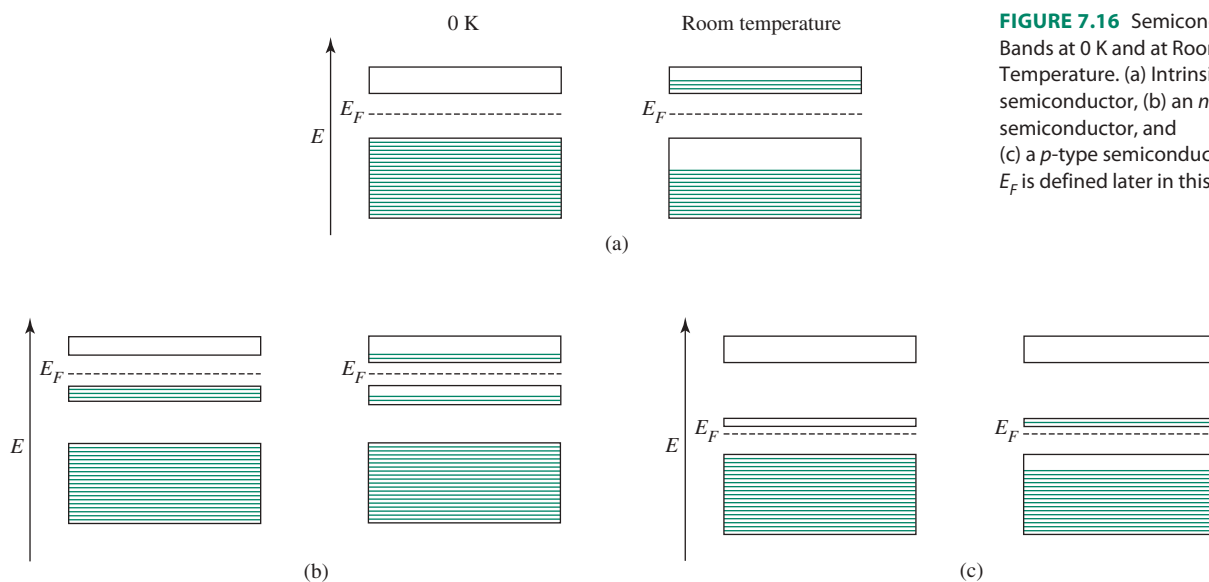 0 K
Room temperature
E
E_F
E_F
(a)
FIGURE 7.16 Semicon
Bands at 0 K and at Roor
Temperature. (a) Intrinsi
semiconductor, (b) an n
semiconductor, and
(c) a p-type semiconduc
E_F is defined later in this
E
E_F
E_F
(b)
E
E_F
E_F
(c)